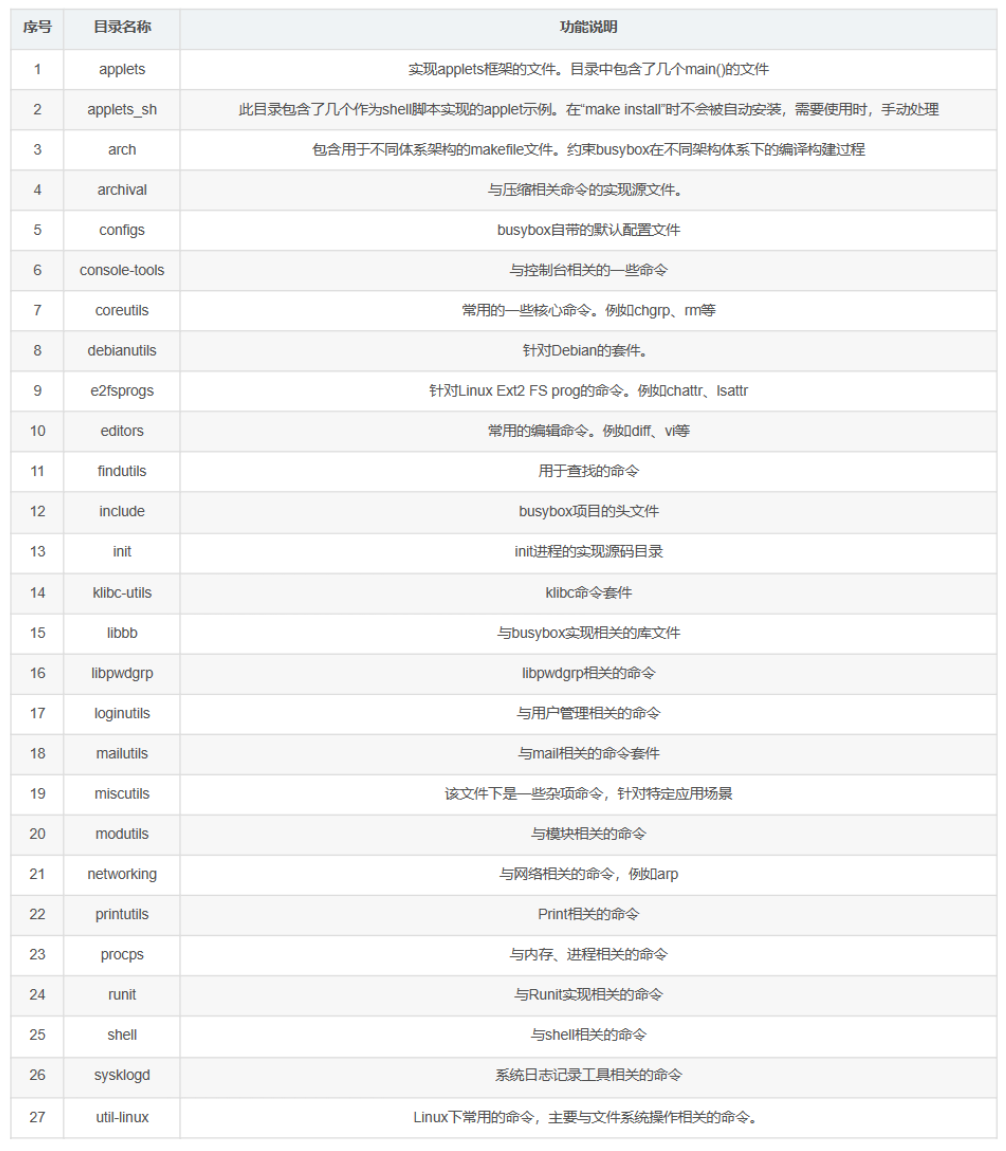 序号 目录名称 功能说明
1 applets 实现applets框架的文件。目录中包含了几个main()的文件
2 applets_sh 此目录包含了几个作为shell脚本实现的applet示例。在“make install”时不会被自动安装，需要使用时，手动处理
3 arch 包含用于不同体系架构的makefile文件。约束busybox在不同架构体系下的编译构建过程
4 archival 与压缩相关命令的实现源文件。
5 configs busybox自带的默认配置文件
6 console-tools 与控制台相关的一些命令
7 coreutils 常用的一些核心命令。例如chgrp、rm等
8 debianutils 针对Debian的套件。
9 e2fsprogs 针对Linux Ext2 FS prog的命令。例如chattr、lsattr
10 editors 常用的编辑命令。例如diff、vi等
11 findutils 用于查找的命令
12 include busybox项目的头文件
13 init init进程的实现源码目录
14 klibc-utils klibc命令套件
15 libbb 与busybox实现相关的库文件
16 libpwdgrp libpwdgrp相关的命令
17 loginutils 与用户管理相关的命令
18 mailutils 与mail相关的命令套件
19 miscutils 该文件下是一些杂项命令，针对特定应用场景
20 modutils 与模块相关的命令
21 networking 与网络相关的命令，例如arp
22 printutils Print相关的命令
23 procps 与内存、进程相关的命令
24 runit 与Runit实现相关的命令
25 shell 与shell相关的命令
26 sysklogd 系统日志记录工具相关的命令
27 util-linux Linux下常用的命令，主要与文件系统操作相关的命令。